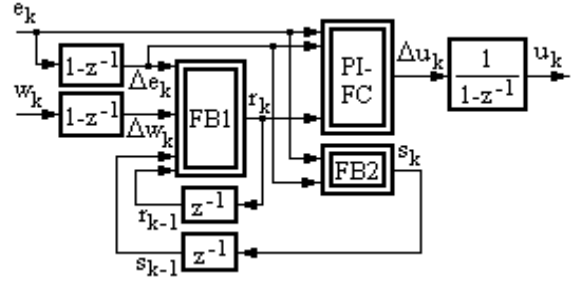 e_k
1-z^-1
Δe_k
w_k
1-z^-1
Δw_k
FB1
r_k
PI-
FC
Δu_k
1
1-z^-1
u_k
FB2
s_k
r_k-1
z^-1
s_k-1
z^-1